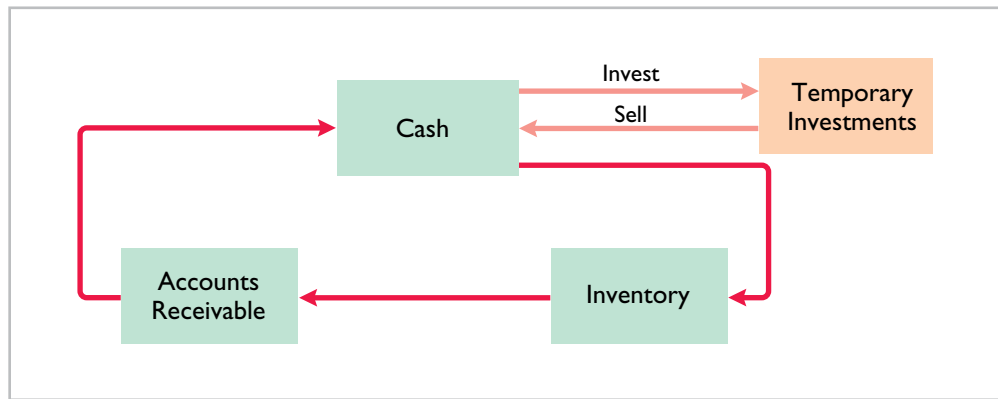 Invest
Temporary
Investments
Cash
Sell
Accounts
Receivable
Inventory